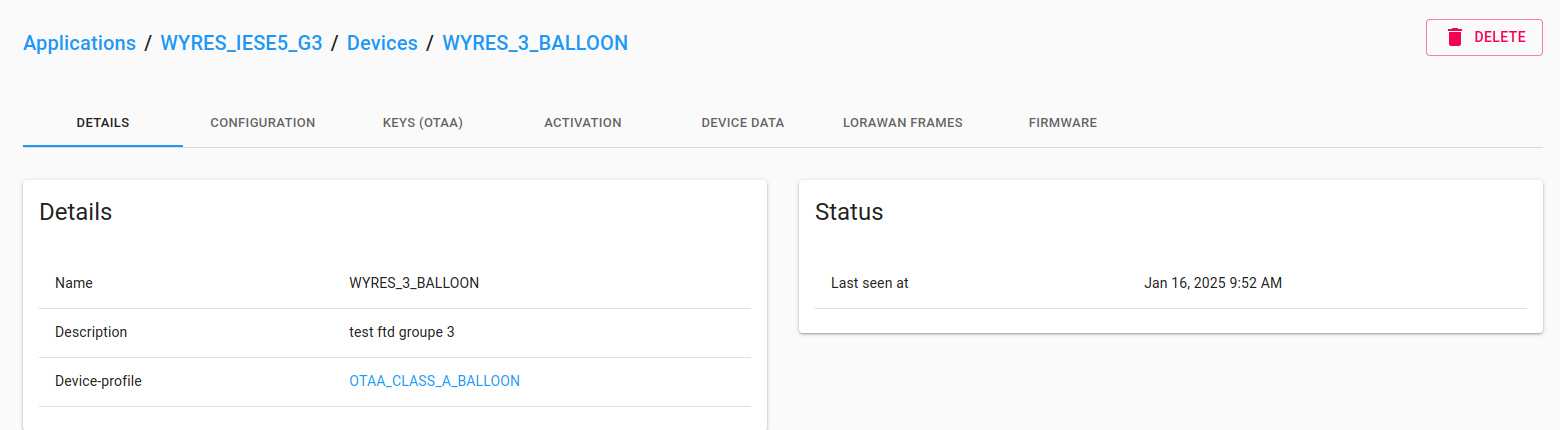 Applications / WYRES_IESE5_G3 / Devices / WYRES_3_BALLOON
DELETE
DETAILS CONFIGURATION KEYS (OTAA) ACTIVATION DEVICE DATA LORAWAN FRAMES FIRMWARE
Details
Name WYRES_3_BALLOON
Description test ftd groupe 3
Device-profile OTAA_CLASS_A_BALLOON
Status
Last seen at Jan 16, 2025 9:52 AM